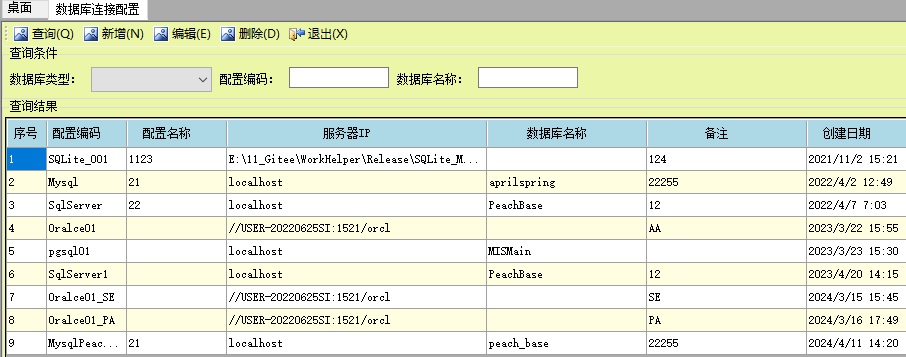 桌面 数据库连接配置
查询(Q) 新增(N) 编辑(E) 删除(D) 退出(X)
查询条件
数据库类型： 配置编码： 数据库名称：
查询结果
序号 配置编码 配置名称 服务器IP 数据库名称 备注 创建日期
1 SQLite_001 1123 E:\11_Gitee\WorkHelper\Release\SQLite_M... 124 2021/11/2 15:21
2 Mysql 21 localhost aprilspring 22255 2022/4/2 12:49
3 SqlServer 22 localhost PeachBase 12 2022/4/7 7:03
4 Oralce01 //USER-20220625SI:1521/orcl AA 2023/3/22 15:55
5 pgsql01 localhost MISMain 2023/3/23 15:30
6 SqlServer1 localhost PeachBase 12 2023/4/20 14:15
7 Oralce01_SE //USER-20220625SI:1521/orcl SE 2024/3/15 15:45
8 Oralce01_PA //USER-20220625SI:1521/orcl PA 2024/3/16 17:49
9 MysqlPeac... 21 localhost peach_base 22255 2024/4/11 14:20